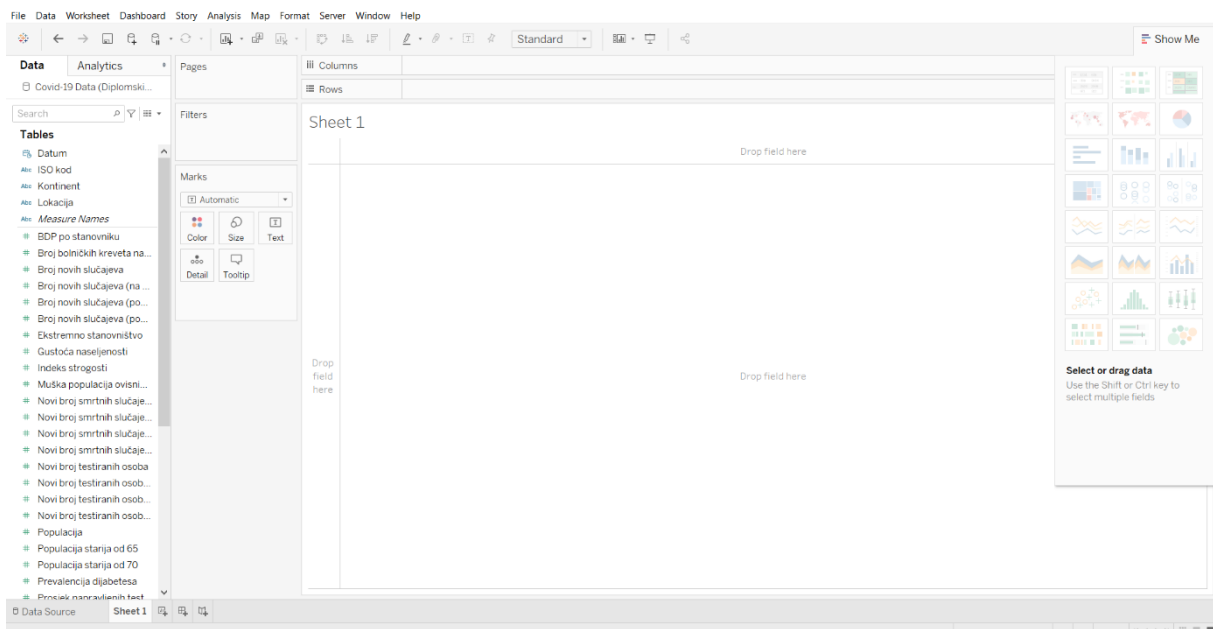 File Data Worksheet Dashboard Story Analysis Map Format Server Window Help
Standard
Show Me
Data Analytics
Covid-19 Data (Diplomski...
Search
Tables
Datum
Abc ISO kod
Abc Kontinent
Abc Lokacija
Abc Measure Names
# BDP po stanovniku
# Broj bolničkih kreveta na...
# Broj novih slučajeva
# Broj novih slučajeva (na ...
# Broj novih slučajeva (po...
# Broj novih slučajeva (po...
# Ekstremno stanovništvo
# Gustoća naseljenosti
# Indeks strogosti
# Muška populacija ovisni...
# Novi broj smrtnih slučaje...
# Novi broj smrtnih slučaje...
# Novi broj smrtnih slučaje...
# Novi broj smrtnih slučaje...
# Novi broj testiranih osoba
# Novi broj testiranih osob...
# Novi broj testiranih osob...
# Novi broj testiranih osob...
# Populacija
# Populacija starija od 65
# Populacija starija od 70
# Prevalencija dijabetesa
# Prosjek napravljenih test
Pages
Filters
Marks
Automatic
Color Size Text
Detail Tooltip
Columns
Rows
Sheet 1
Drop field here
Drop
field
here
Drop field here
Select or drag data
Use the Shift or Ctrl key to
select multiple fields
Data Source Sheet 1